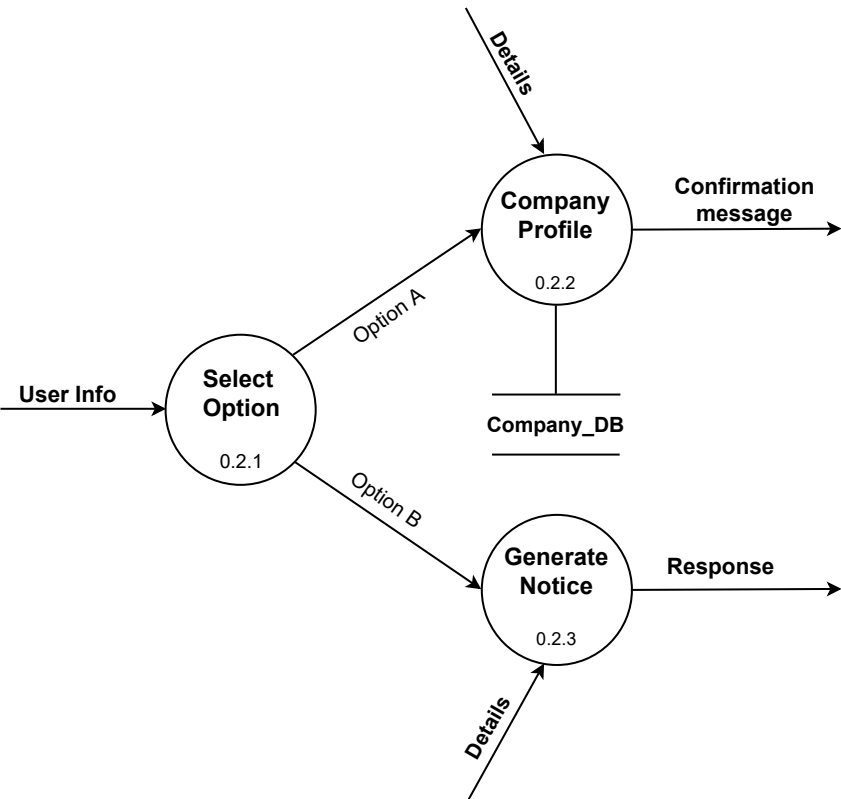 Details
Company
Profile
0.2.2
Confirmation
message
Option A
User Info
Select
Option
0.2.1
Company_DB
Option B
Generate
Notice
0.2.3
Response
Details